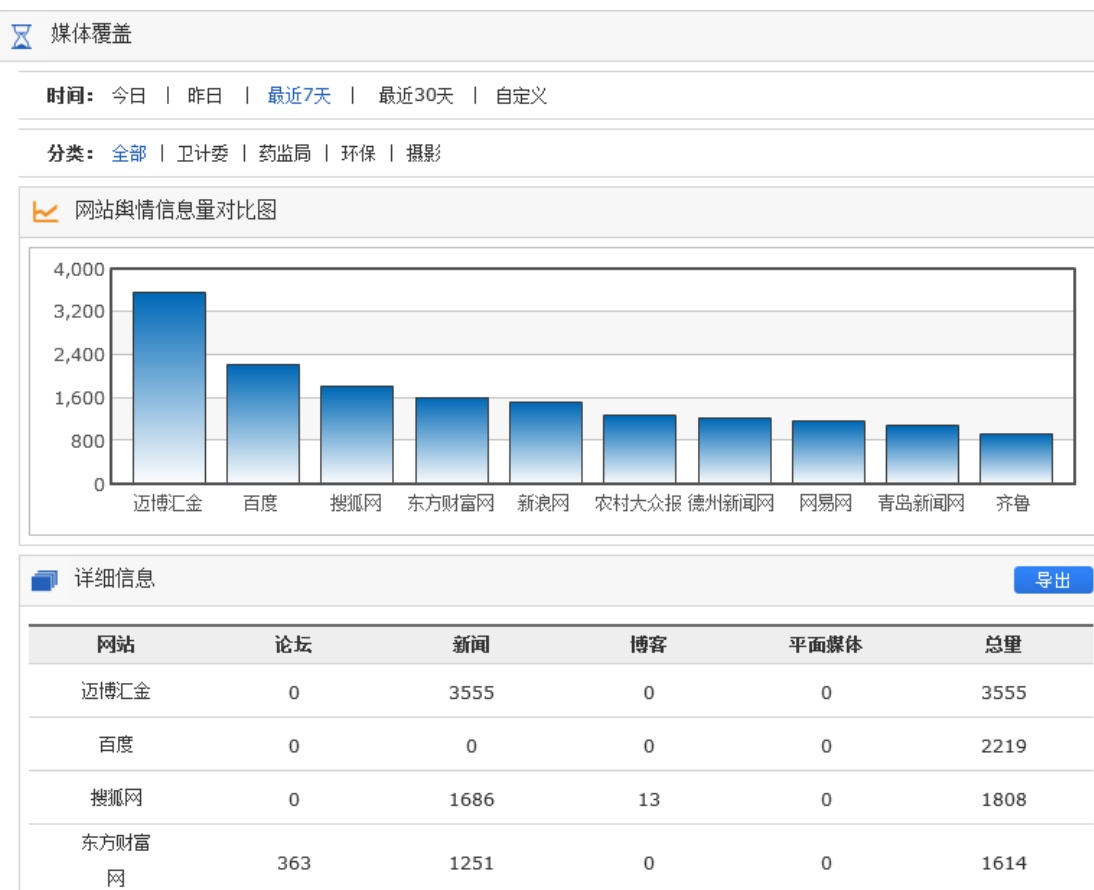 媒体覆盖
时间： 今日 | 昨日 | 最近7天 | 最近30天 | 自定义
分类： 全部 | 卫计委 | 药监局 | 环保 | 摄影
网站舆情信息量对比图
4,000
3,200
2,400
1,600
800
0
迈博汇金 百度 搜狐网 东方财富网 新浪网 农村大众报 德州新闻网 网易网 青岛新闻网 齐鲁
详细信息 导出
网站 论坛 新闻 博客 平面媒体 总量
迈博汇金 0 3555 0 0 3555
百度 0 0 0 0 2219
搜狐网 0 1686 13 0 1808
东方财富
网 363 1251 0 0 1614